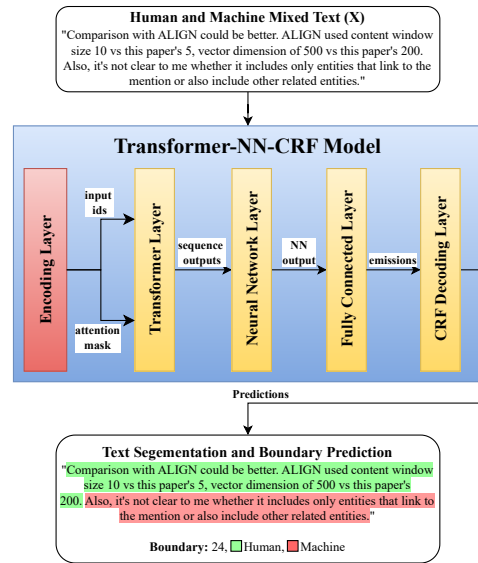 Human and Machine Mixed Text (X)
"Comparison with ALIGN could be better. ALIGN used content window
size 10 vs this paper's 5, vector dimension of 500 vs this paper's 200.
Also, it's not clear to me whether it includes only entities that link to the
mention or also include other related entities."
Transformer-NN-CRF Model
Encoding Layer
input
ids
attention
mask
Transformer Layer
sequence
outputs
Neural Network Layer
NN
output
Fully Connected Layer
emissions
CRF Decoding Layer
Predictions
Text Segementation and Boundary Prediction
"Comparison with ALIGN could be better. ALIGN used content window
size 10 vs this paper's 5, vector dimension of 500 vs this paper's
200. Also, it's not clear to me whether it includes only entities that link to
the mention or also include other related entities."
Boundary: 24, Human, Machine